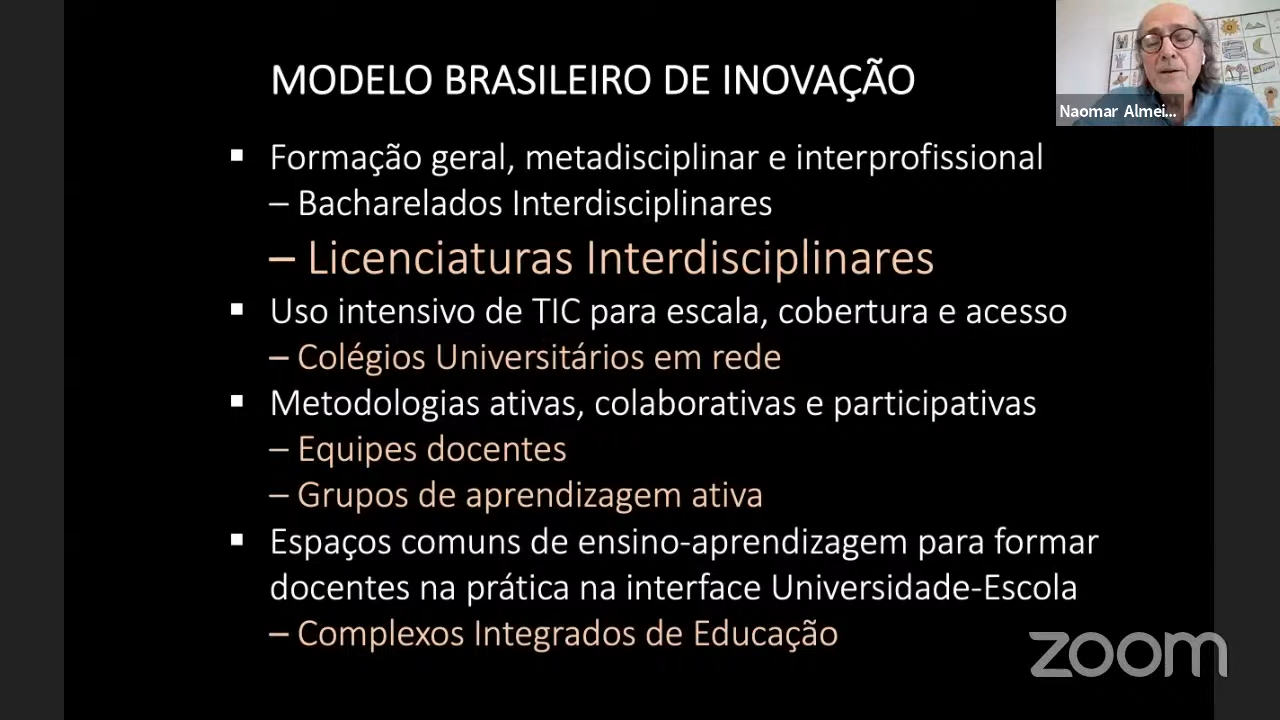 MODELO BRASILEIRO DE INOVAÇÃO
Naomar Almei...
▪ Formação geral, metadisciplinar e interprofissional
– Bacharelados Interdisciplinares
– Licenciaturas Interdisciplinares
▪ Uso intensivo de TIC para escala, cobertura e acesso
– Colégios Universitários em rede
▪ Metodologias ativas, colaborativas e participativas
– Equipes docentes
– Grupos de aprendizagem ativa
▪ Espaços comuns de ensino-aprendizagem para formar
docentes na prática na interface Universidade-Escola
– Complexos Integrados de Educação
zoom